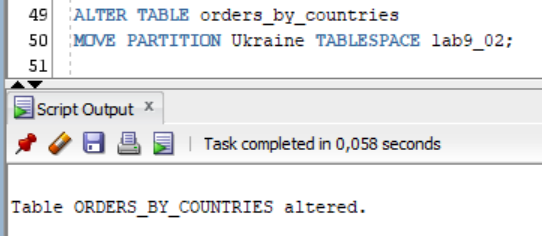 49 ALTER TABLE orders_by_countries
50 MOVE PARTITION Ukraine TABLESPACE lab9_02;
51
Script Output x
Task completed in 0,058 seconds
Table ORDERS_BY_COUNTRIES altered.